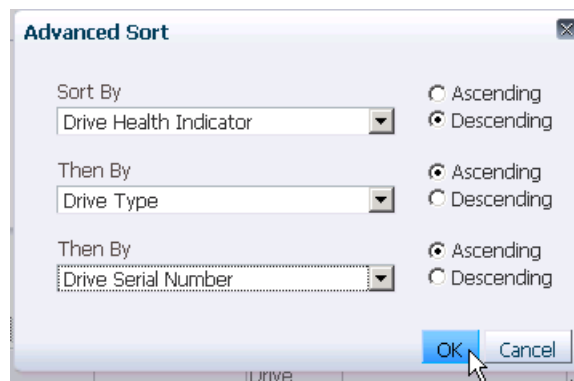 Advanced Sort
Sort By
Ascending
Drive Health Indicator
Descending
Then By
Ascending
Drive Type
Descending
Then By
Ascending
Drive Serial Number
Descending
OK Cancel
Drive